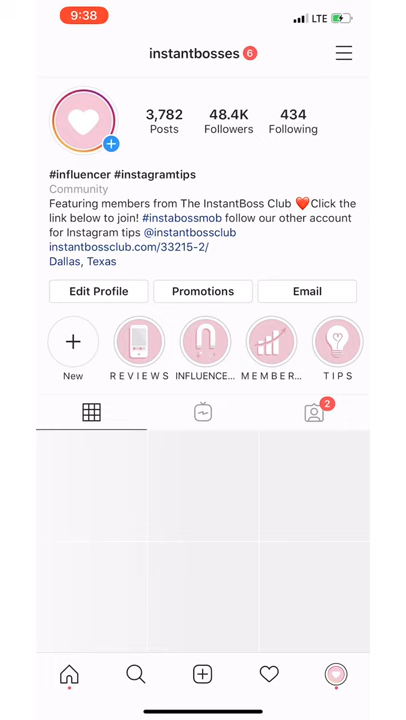 9:38
LTE
instantbosses 6
3,782 48.4K 434
Posts Followers Following
#influencer #instagramtips
Community
Featuring members from The InstantBoss Club ❤️Click the
link below to join! #instabossmob follow our other account
for Instagram tips @instantbossclub
instantbossclub.com/33215-2/
Dallas, Texas
Edit Profile Promotions Email
New R E V I E W S INFLUENCE... M E M B E R... T I P S
2